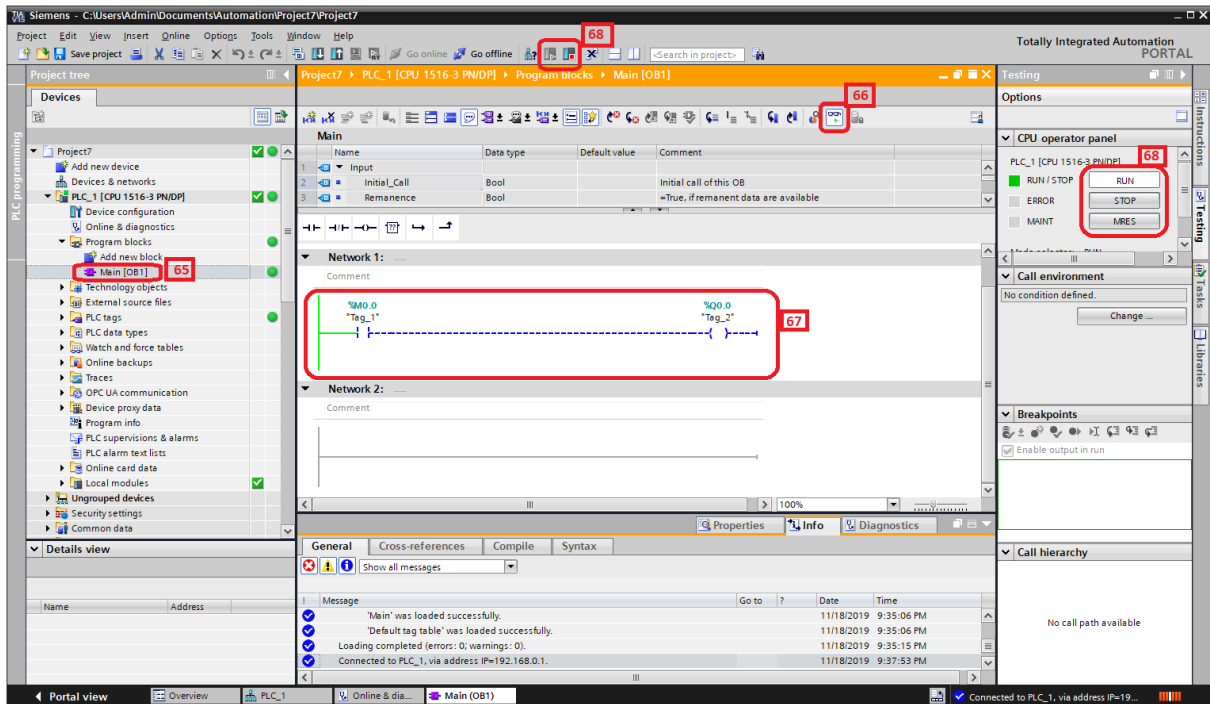 Siemens - C:\Users\Admin\Documents\Automation\Project7\Project7
Project Edit View Insert Online Options Tools Window Help
Totally Integrated Automation
PORTAL
Save project
Go online
Go offline
68
<Search in project>
Project tree
Project7 PLC_1 [CPU 1516-3 PN/DP] Program blocks Main [OB1]
Testing
Devices
Options
66
PLC programming
Project7
Add new device
Devices & networks
PLC_1 [CPU 1516-3 PN/DP]
Device configuration
Online & diagnostics
Program blocks
Add new block
Main [OB1]
65
Technology objects
External source files
PLC tags
PLC data types
Watch and force tables
Online backups
Traces
OPC UA communication
Device proxy data
Program info
PLC supervisions & alarms
PLC alarm text lists
Online card data
Local modules
Ungrouped devices
Security settings
Common data
Details view
Name Address
Main
Name Data type Default value Comment
1 Input
2 Initial_Call Bool Initial call of this OB
3 Remanence Bool =True, if remanent data are available
??
Network 1:
Comment
%M0.0 %Q0.0
"Tag_1" "Tag_2"
67
Network 2:
Comment
100%
Properties Info Diagnostics
General Cross-references Compile Syntax
Show all messages
! Message Go to ? Date Time
'Main' was loaded successfully. 11/18/2019 9:35:06 PM
'Default tag table' was loaded successfully. 11/18/2019 9:35:06 PM
Loading completed (errors: 0; warnings: 0). 11/18/2019 9:35:15 PM
Connected to PLC_1, via address IP=192.168.0.1. 11/18/2019 9:37:53 PM
CPU operator panel
68
PLC_1 [CPU 1516-3 PN/DP]
RUN / STOP RUN
ERROR STOP
MAINT MRES
Call environment
No condition defined.
Change ...
Breakpoints
Enable output in run
Call hierarchy
No call path available
Instructions
Testing
Tasks
Libraries
Portal view
Overview
PLC_1
Online & dia...
Main (OB1)
Connected to PLC_1, via address IP=19...